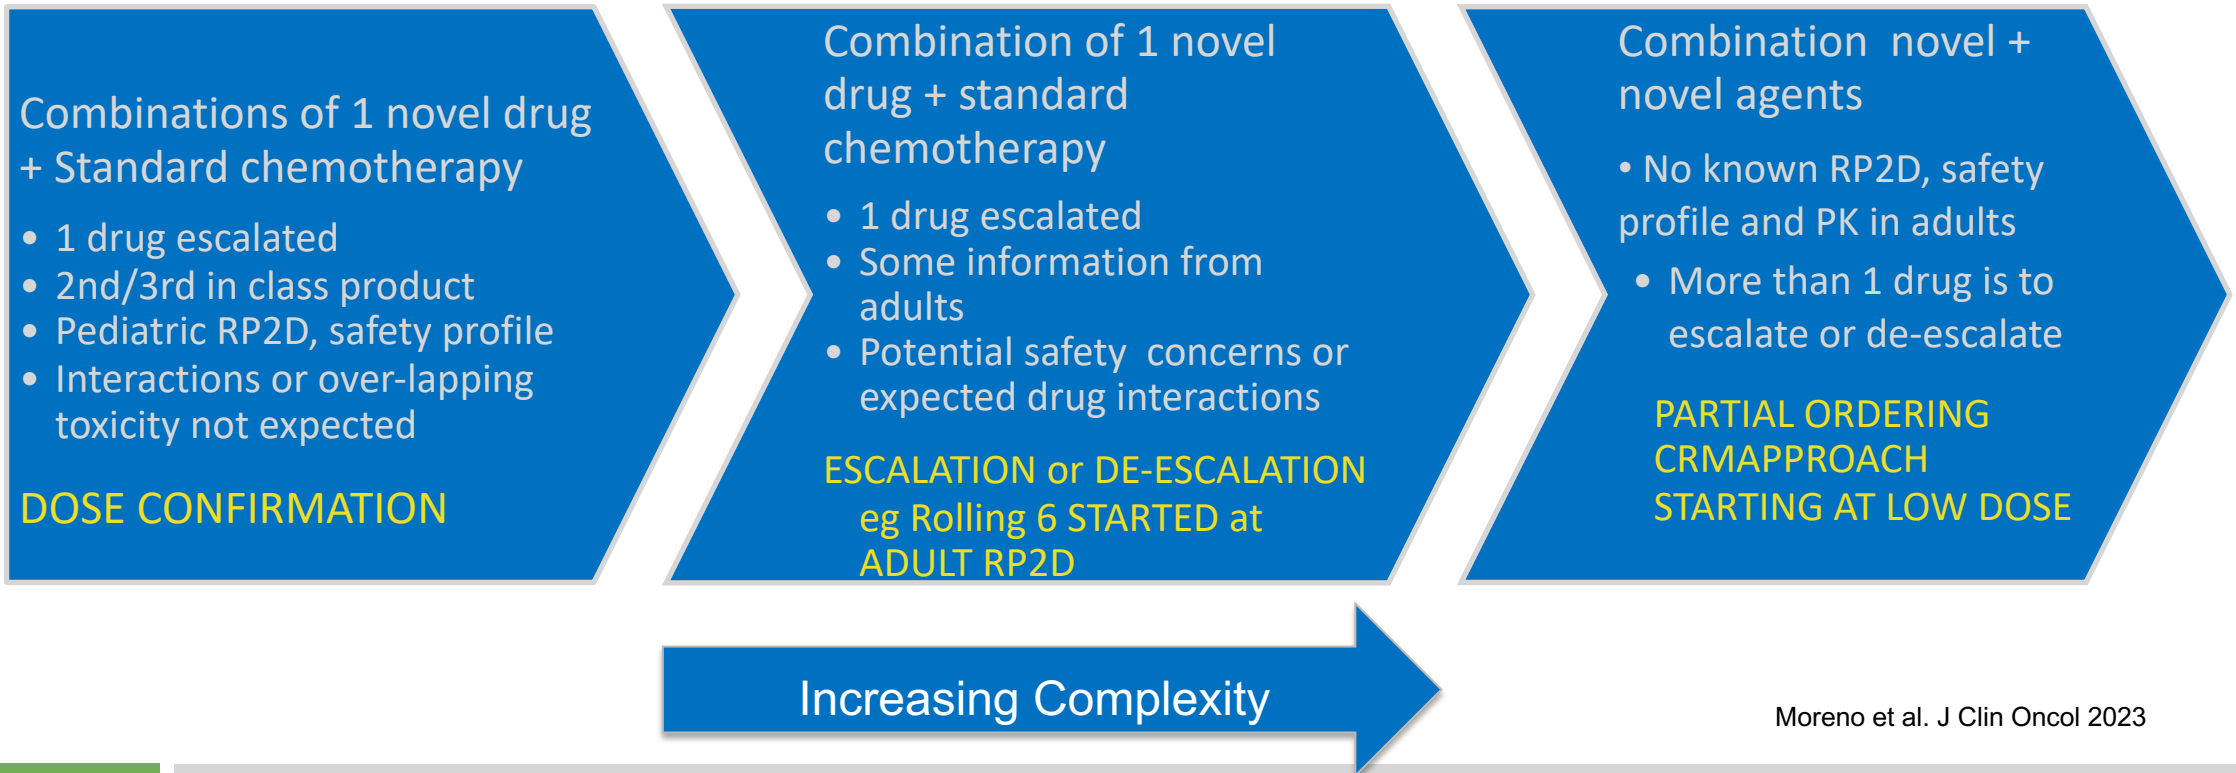 Combinations of 1 novel drug
+ Standard chemotherapy
• 1 drug escalated
• 2nd/3rd in class product
• Pediatric RP2D, safety profile
• Interactions or over-lapping
toxicity not expected
DOSE CONFIRMATION
Combination of 1 novel
drug + standard
chemotherapy
• 1 drug escalated
• Some information from
adults
• Potential safety concerns or
expected drug interactions
ESCALATION or DE-ESCALATION
eg Rolling 6 STARTED at
ADULT RP2D
Combination novel +
novel agents
• No known RP2D, safety
profile and PK in adults
• More than 1 drug is to
escalate or de-escalate
PARTIAL ORDERING
CRMAPPROACH
STARTING AT LOW DOSE
Increasing Complexity
Moreno et al. J Clin Oncol 2023